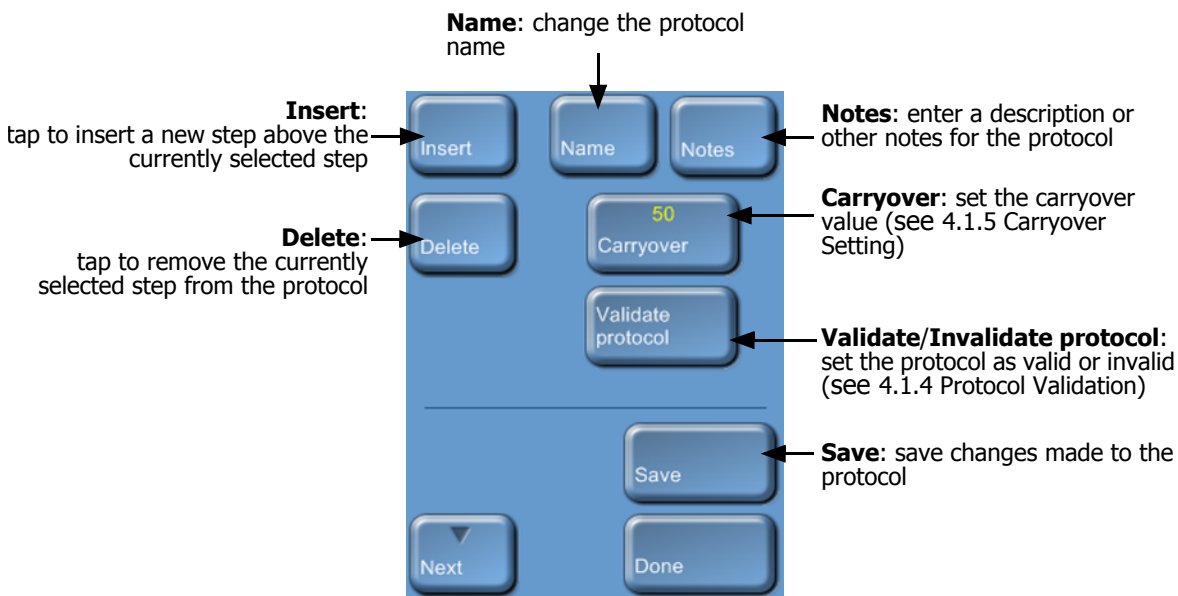 Name: change the protocol
name
Insert:
tap to insert a new step above the
currently selected step
Insert
Name
Notes
Notes: enter a description or
other notes for the protocol
Delete:
tap to remove the currently
selected step from the protocol
Delete
50
Carryover
Carryover: set the carryover
value (see 4.1.5 Carryover
Setting)
Validate
protocol
Validate/Invalidate protocol:
set the protocol as valid or invalid
(see 4.1.4 Protocol Validation)
Save
Save: save changes made to the
protocol
Next
Done